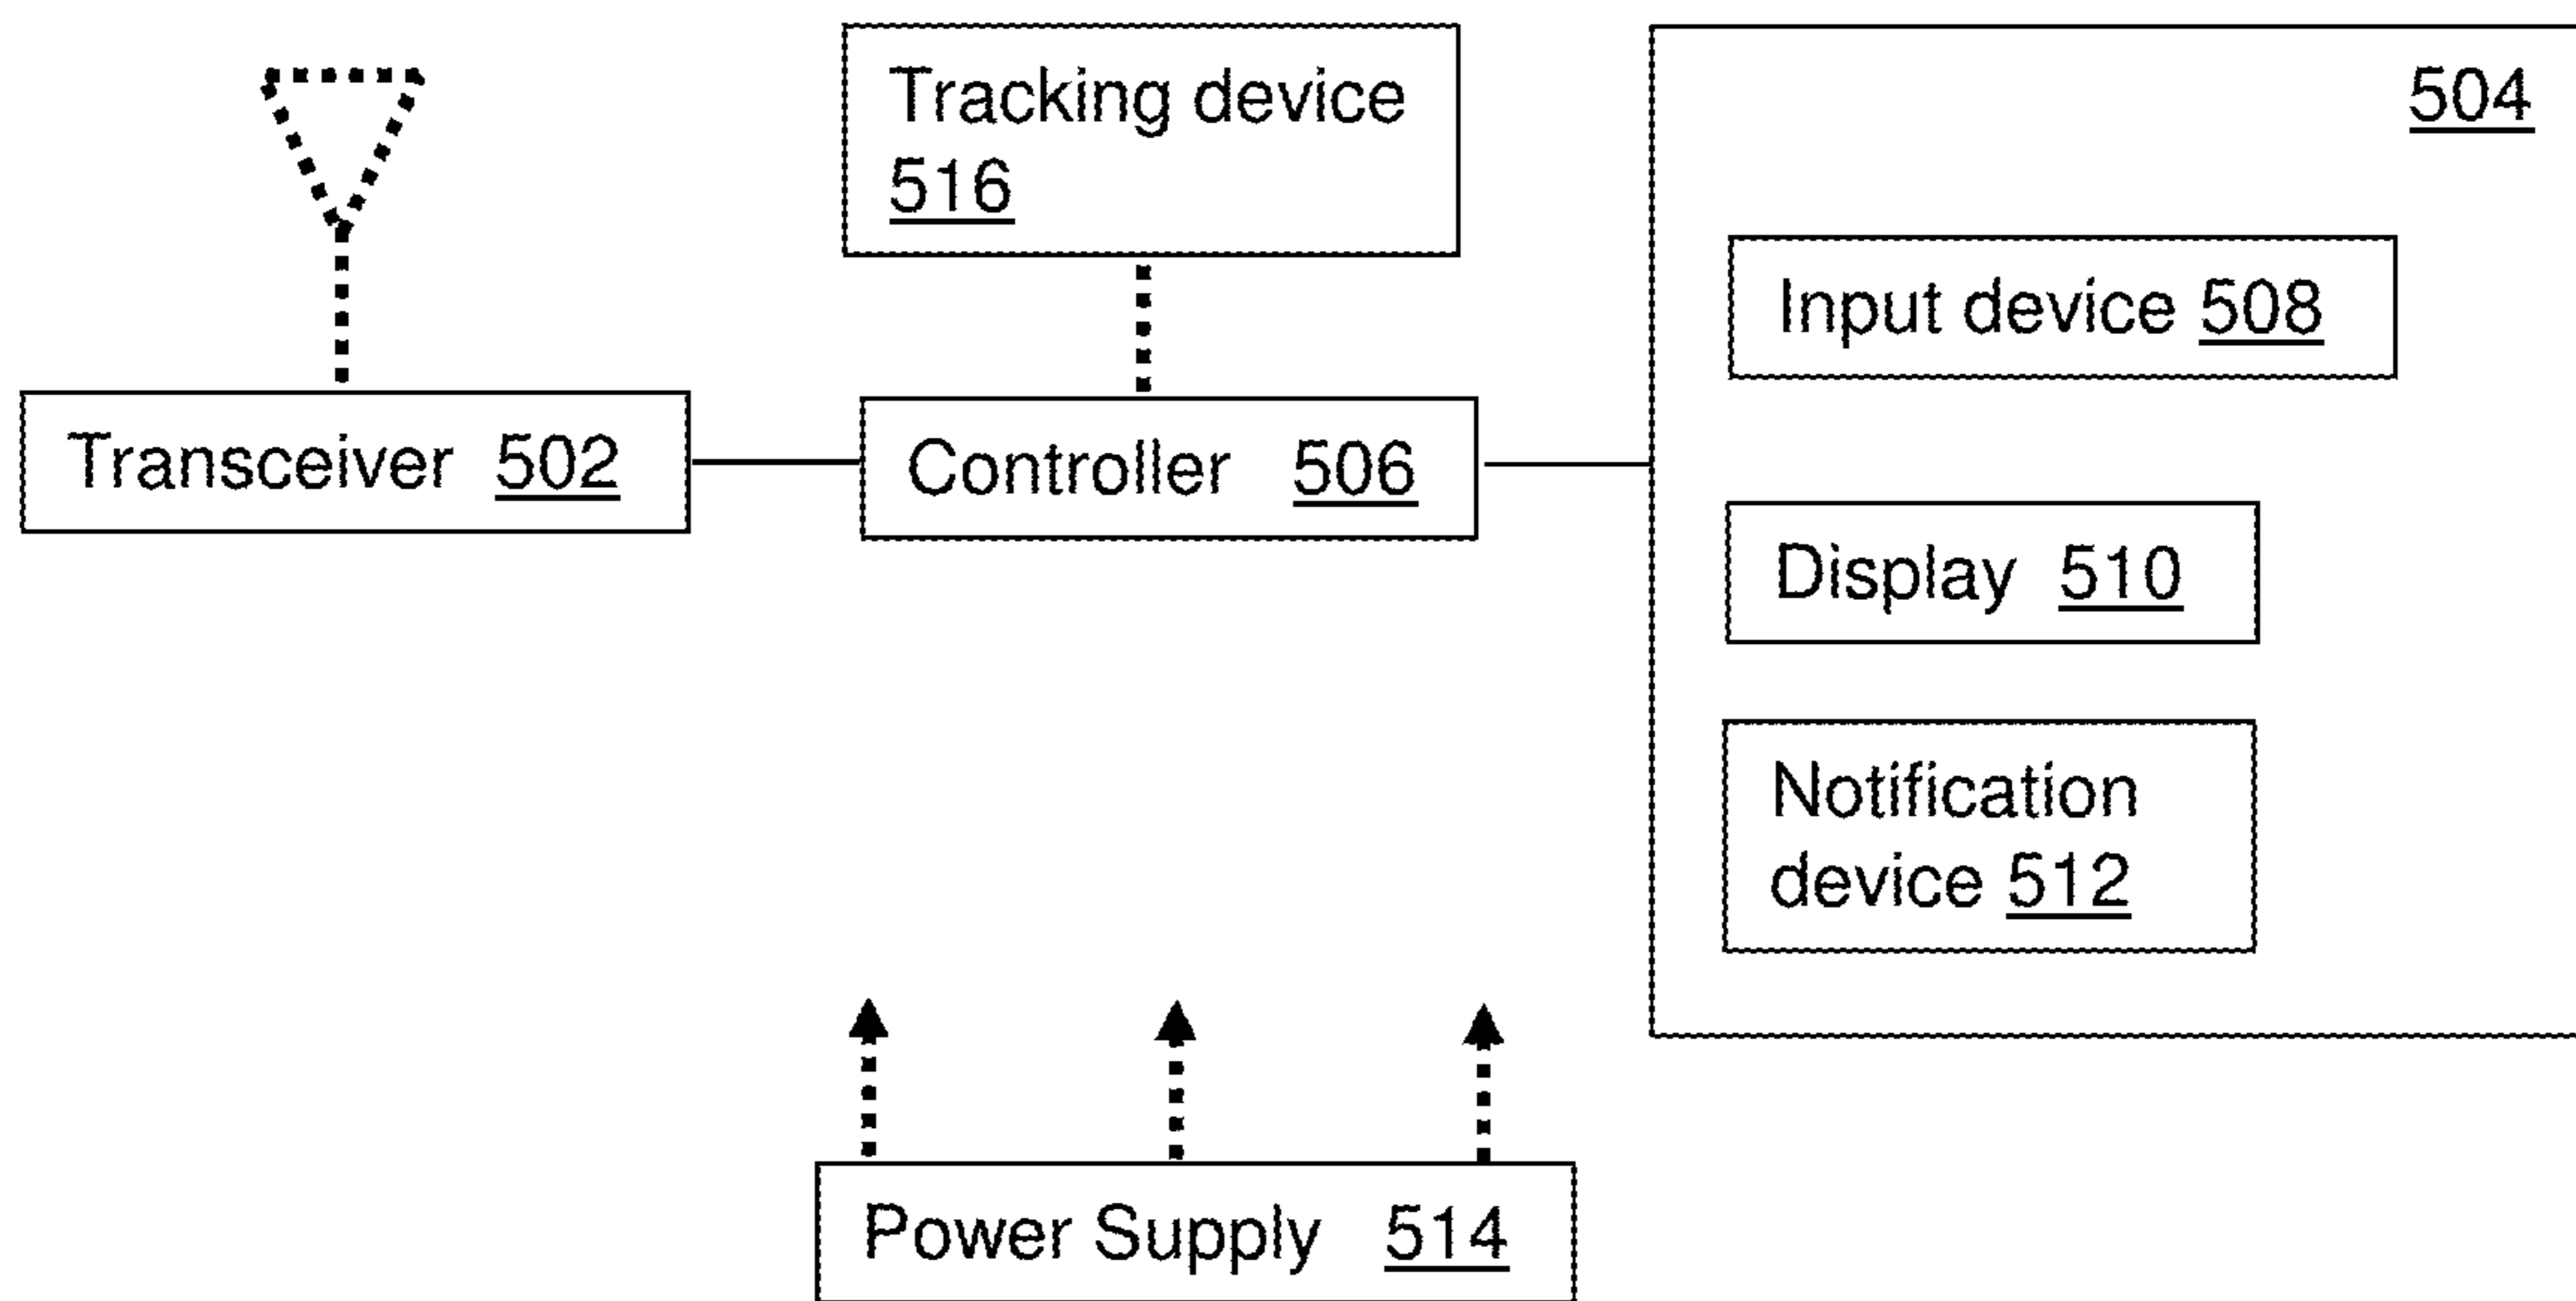 Tracking device
516
504
Input device 508
Transceiver 502
Controller 506
Display 510
Notification
device 512
Power Supply 514